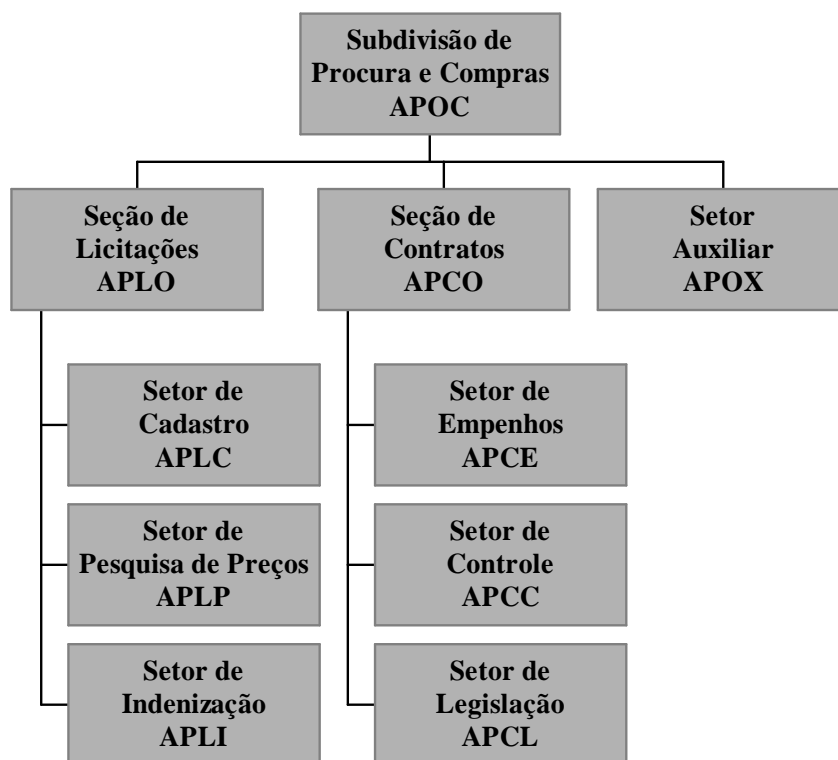 Subdivisão de
Procura e Compras
APOC
Seção de
Licitações
APLO
Seção de
Contratos
APCO
Setor
Auxiliar
APOX
Setor de
Cadastro
APLC
Setor de
Pesquisa de Preços
APLP
Setor de
Indenização
APLI
Setor de
Empenhos
APCE
Setor de
Controle
APCC
Setor de
Legislação
APCL